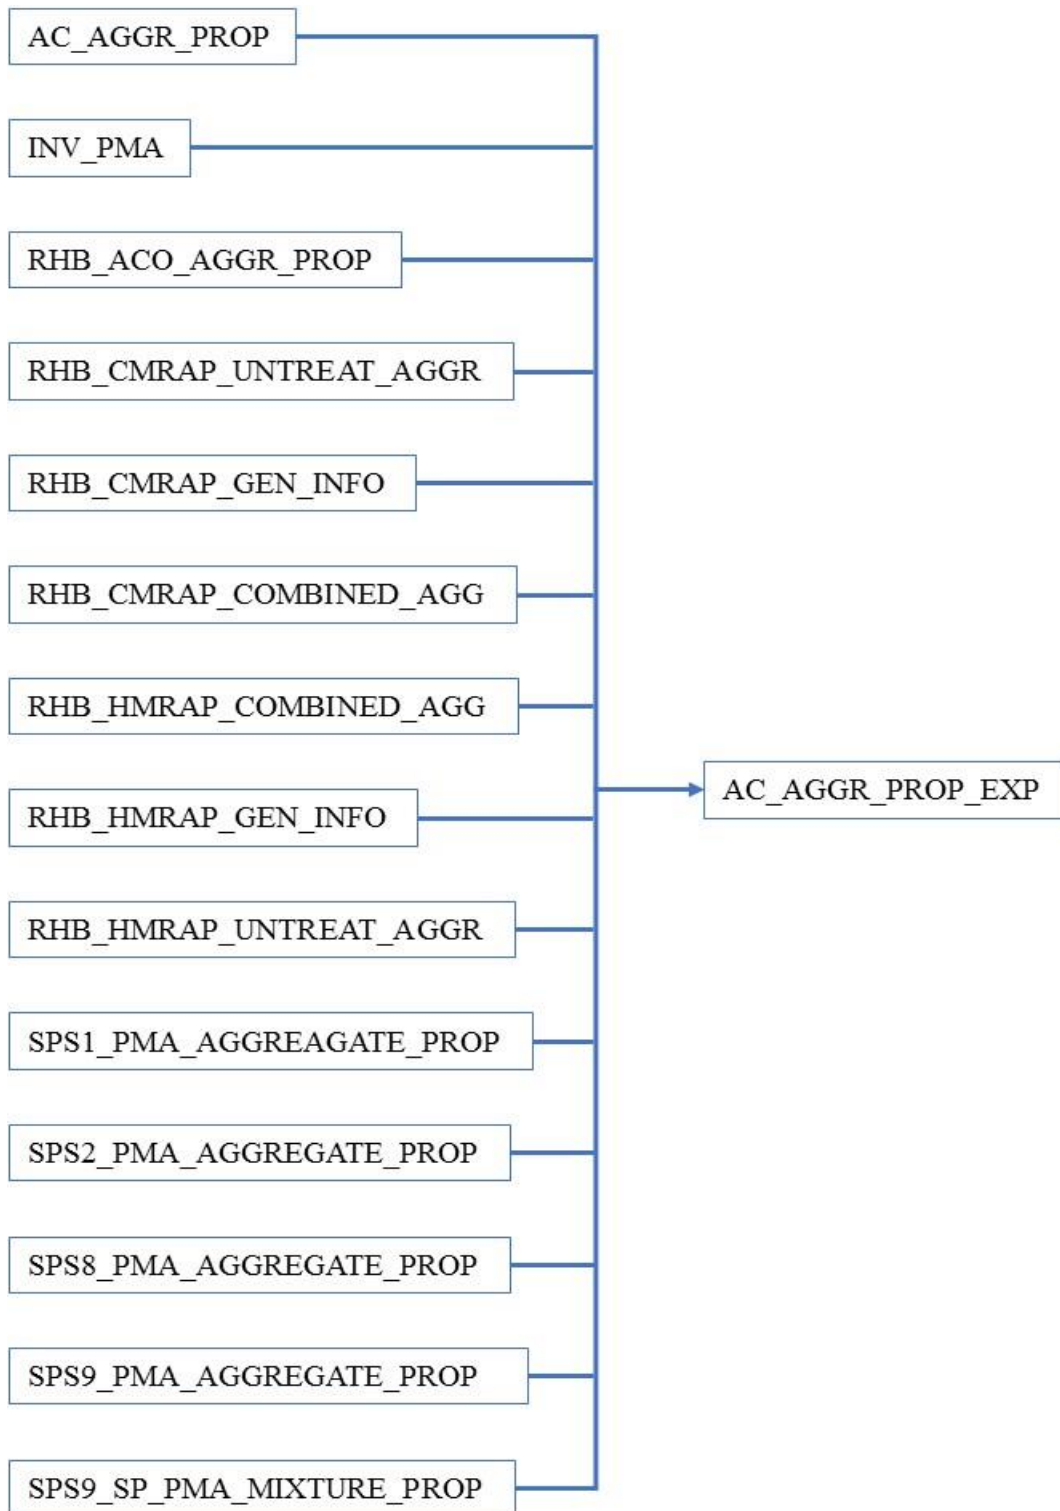 AC_AGGR_PROP
INV_PMA
RHB_ACO_AGGR_PROP
RHB_CMRAP_UNTREAT_AGGR
RHB_CMRAP_GEN_INFO
RHB_CMRAP_COMBINED_AGG
RHB_HMRAP_COMBINED_AGG
AC_AGGR_PROP_EXP
RHB_HMRAP_GEN_INFO
RHB_HMRAP_UNTREAT_AGGR
SPS1_PMA_AGGREAGATE_PROP
SPS2_PMA_AGGREGATE_PROP
SPS8_PMA_AGGREGATE_PROP
SPS9_PMA_AGGREGATE_PROP
SPS9_SP_PMA_MIXTURE_PROP